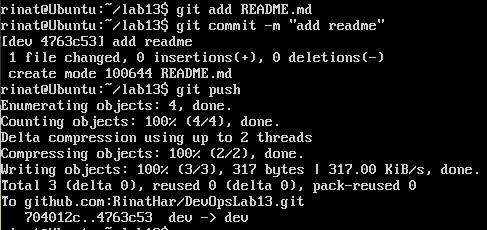 rinat@Ubuntu:~/lab13$ git add README.md
rinat@Ubuntu:~/lab13$ git commit -m "add readme"
[dev 4763c53] add readme
 1 file changed, 0 insertions(+), 0 deletions(-)
 create mode 100644 README.md
rinat@Ubuntu:~/lab13$ git push
Enumerating objects: 4, done.
Counting objects: 100% (4/4), done.
Delta compression using up to 2 threads
Compressing objects: 100% (2/2), done.
Writing objects: 100% (3/3), 317 bytes | 317.00 KiB/s, done.
Total 3 (delta 0), reused 0 (delta 0), pack-reused 0
To github.com:RinatHar/DevOpsLab13.git
   704012c..4763c53  dev -> dev
rinat@Ubuntu:~/lab13$